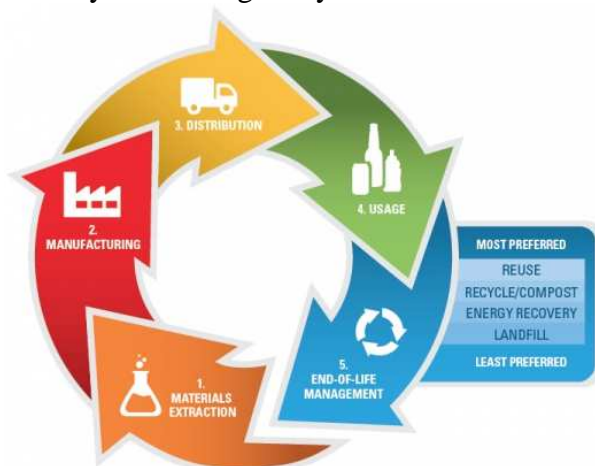 3. DISTRIBUTION
4. USAGE
2.
MANUFACTURING
MOST PREFERRED
REUSE
RECYCLE/COMPOST
ENERGY RECOVERY
LANDFILL
LEAST PREFERRED
5.
END-OF-LIFE
MANAGEMENT
1.
MATERIALS
EXTRACTION